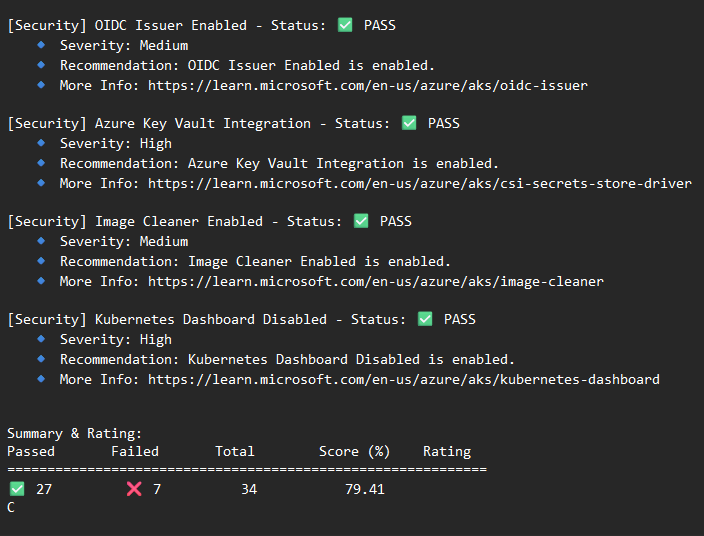 [Security] OIDC Issuer Enabled - Status: ✅ PASS
🔹 Severity: Medium
🔹 Recommendation: OIDC Issuer Enabled is enabled.
🔹 More Info: https://learn.microsoft.com/en-us/azure/aks/oidc-issuer
[Security] Azure Key Vault Integration - Status: ✅ PASS
🔹 Severity: High
🔹 Recommendation: Azure Key Vault Integration is enabled.
🔹 More Info: https://learn.microsoft.com/en-us/azure/aks/csi-secrets-store-driver
[Security] Image Cleaner Enabled - Status: ✅ PASS
🔹 Severity: Medium
🔹 Recommendation: Image Cleaner Enabled is enabled.
🔹 More Info: https://learn.microsoft.com/en-us/azure/aks/image-cleaner
[Security] Kubernetes Dashboard Disabled - Status: ✅ PASS
🔹 Severity: High
🔹 Recommendation: Kubernetes Dashboard Disabled is enabled.
🔹 More Info: https://learn.microsoft.com/en-us/azure/aks/kubernetes-dashboard
Summary & Rating:
Passed Failed Total Score (%) Rating
============================================================
✅ 27 ❌ 7 34 79.41
C